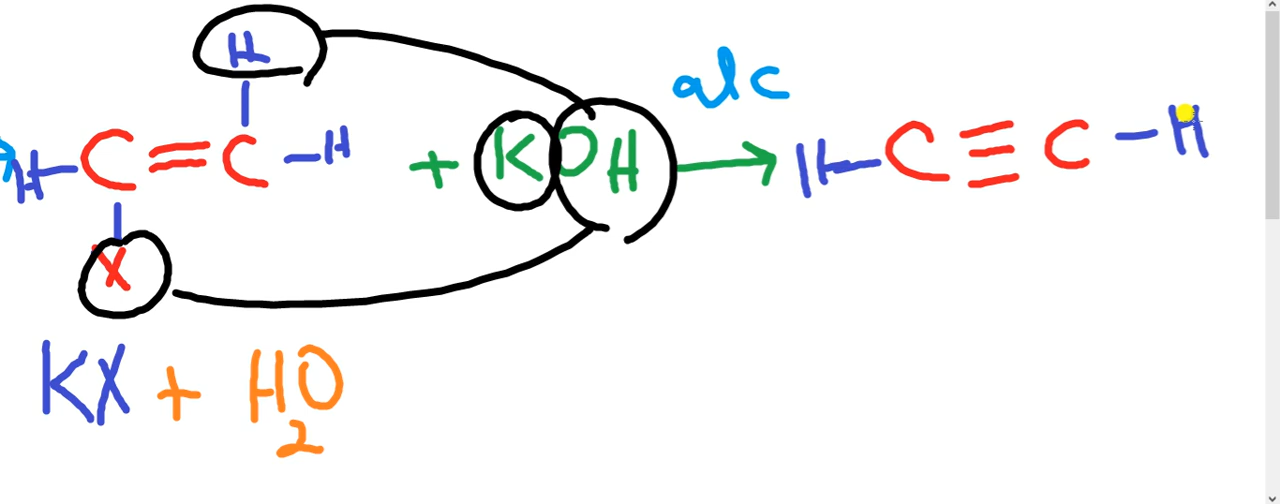 H
alc
H-C=C-H + KOH → H-C≡C-H
X
KX + H2O